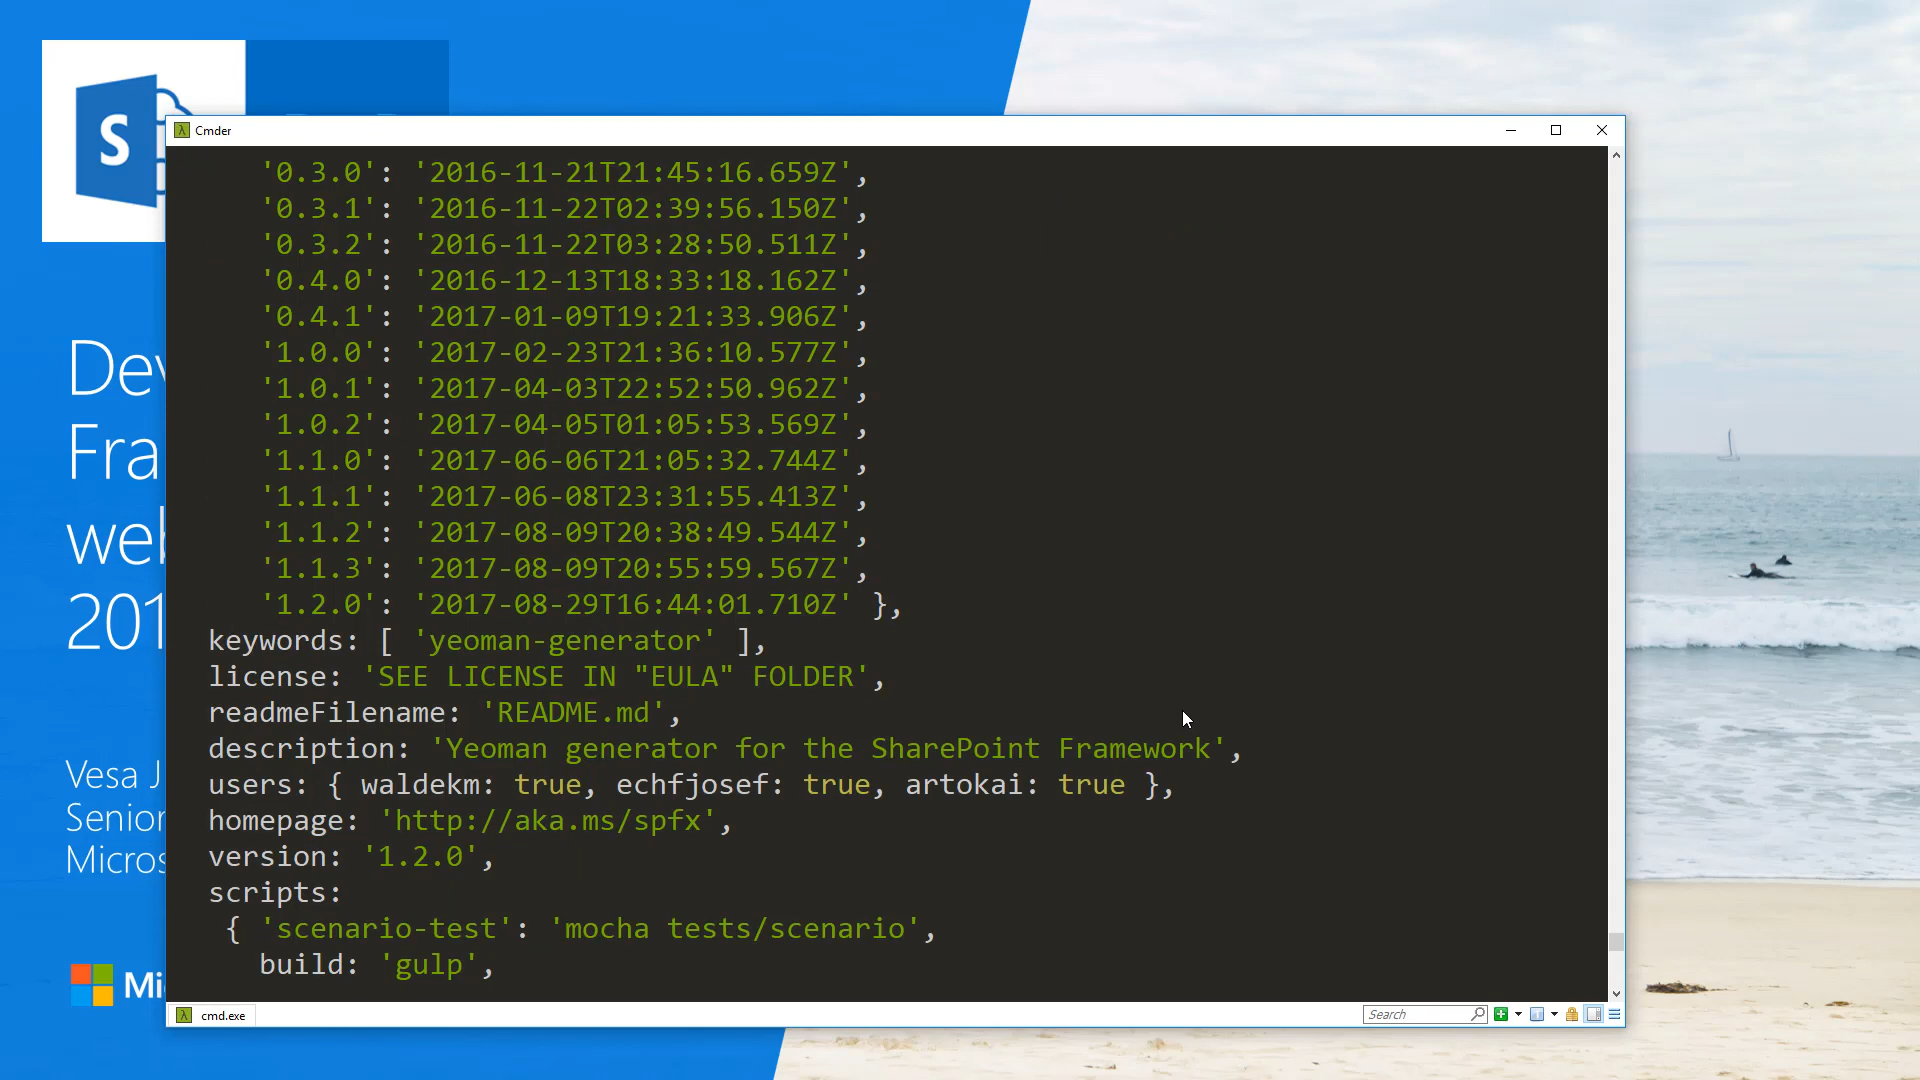 S
Cmder
'0.3.0': '2016-11-21T21:45:16.659Z',
'0.3.1': '2016-11-22T02:39:56.150Z',
'0.3.2': '2016-11-22T03:28:50.511Z',
'0.4.0': '2016-12-13T18:33:18.162Z',
'0.4.1': '2017-01-09T19:21:33.906Z',
'1.0.0': '2017-02-23T21:36:10.577Z',
'1.0.1': '2017-04-03T22:52:50.962Z',
'1.0.2': '2017-04-05T01:05:53.569Z',
'1.1.0': '2017-06-06T21:05:32.744Z',
'1.1.1': '2017-06-08T23:31:55.413Z',
'1.1.2': '2017-08-09T20:38:49.544Z',
'1.1.3': '2017-08-09T20:55:59.567Z',
'1.2.0': '2017-08-29T16:44:01.710Z' },
keywords: [ 'yeoman-generator' ],
license: 'SEE LICENSE IN "EULA" FOLDER',
readmeFilename: 'README.md',
description: 'Yeoman generator for the SharePoint Framework',
users: { waldekm: true, echfjosef: true, artokai: true },
homepage: 'http://aka.ms/spfx',
version: '1.2.0',
scripts:
{ 'scenario-test': 'mocha tests/scenario',
build: 'gulp',
cmd.exe
Search
Dev
Fra
web
201
Vesa J
Senior
Micros
Mi